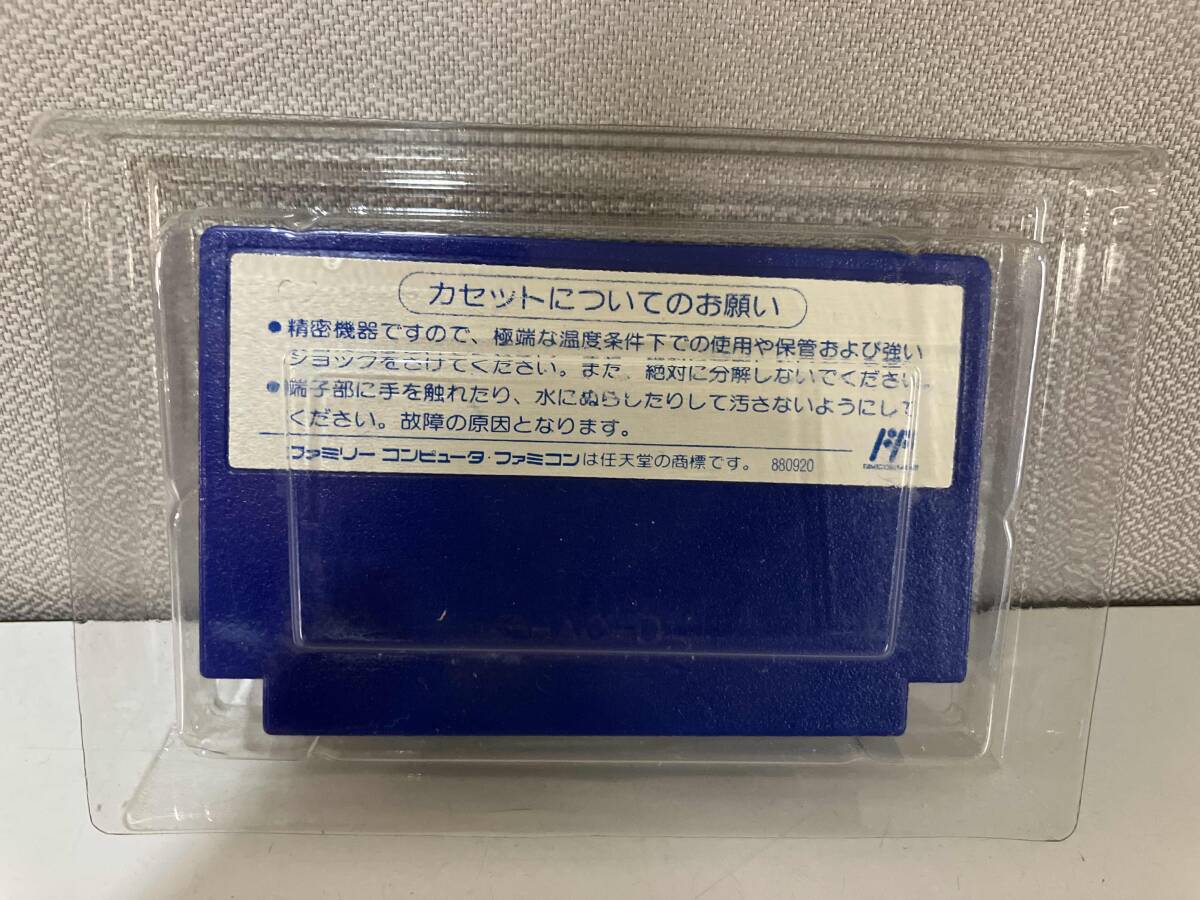 カセットについてのお願い
●精密機器ですので、極端な温度条件下での使用や保管および強い
ショックをさけてください。また、絶対に分解しないでください。
●端子部に手を触れたり、水にぬらしたりして汚さないようにして
ください。故障の原因となります。
ファミリーコンピュータ・ファミコンは任天堂の商標です。 880920